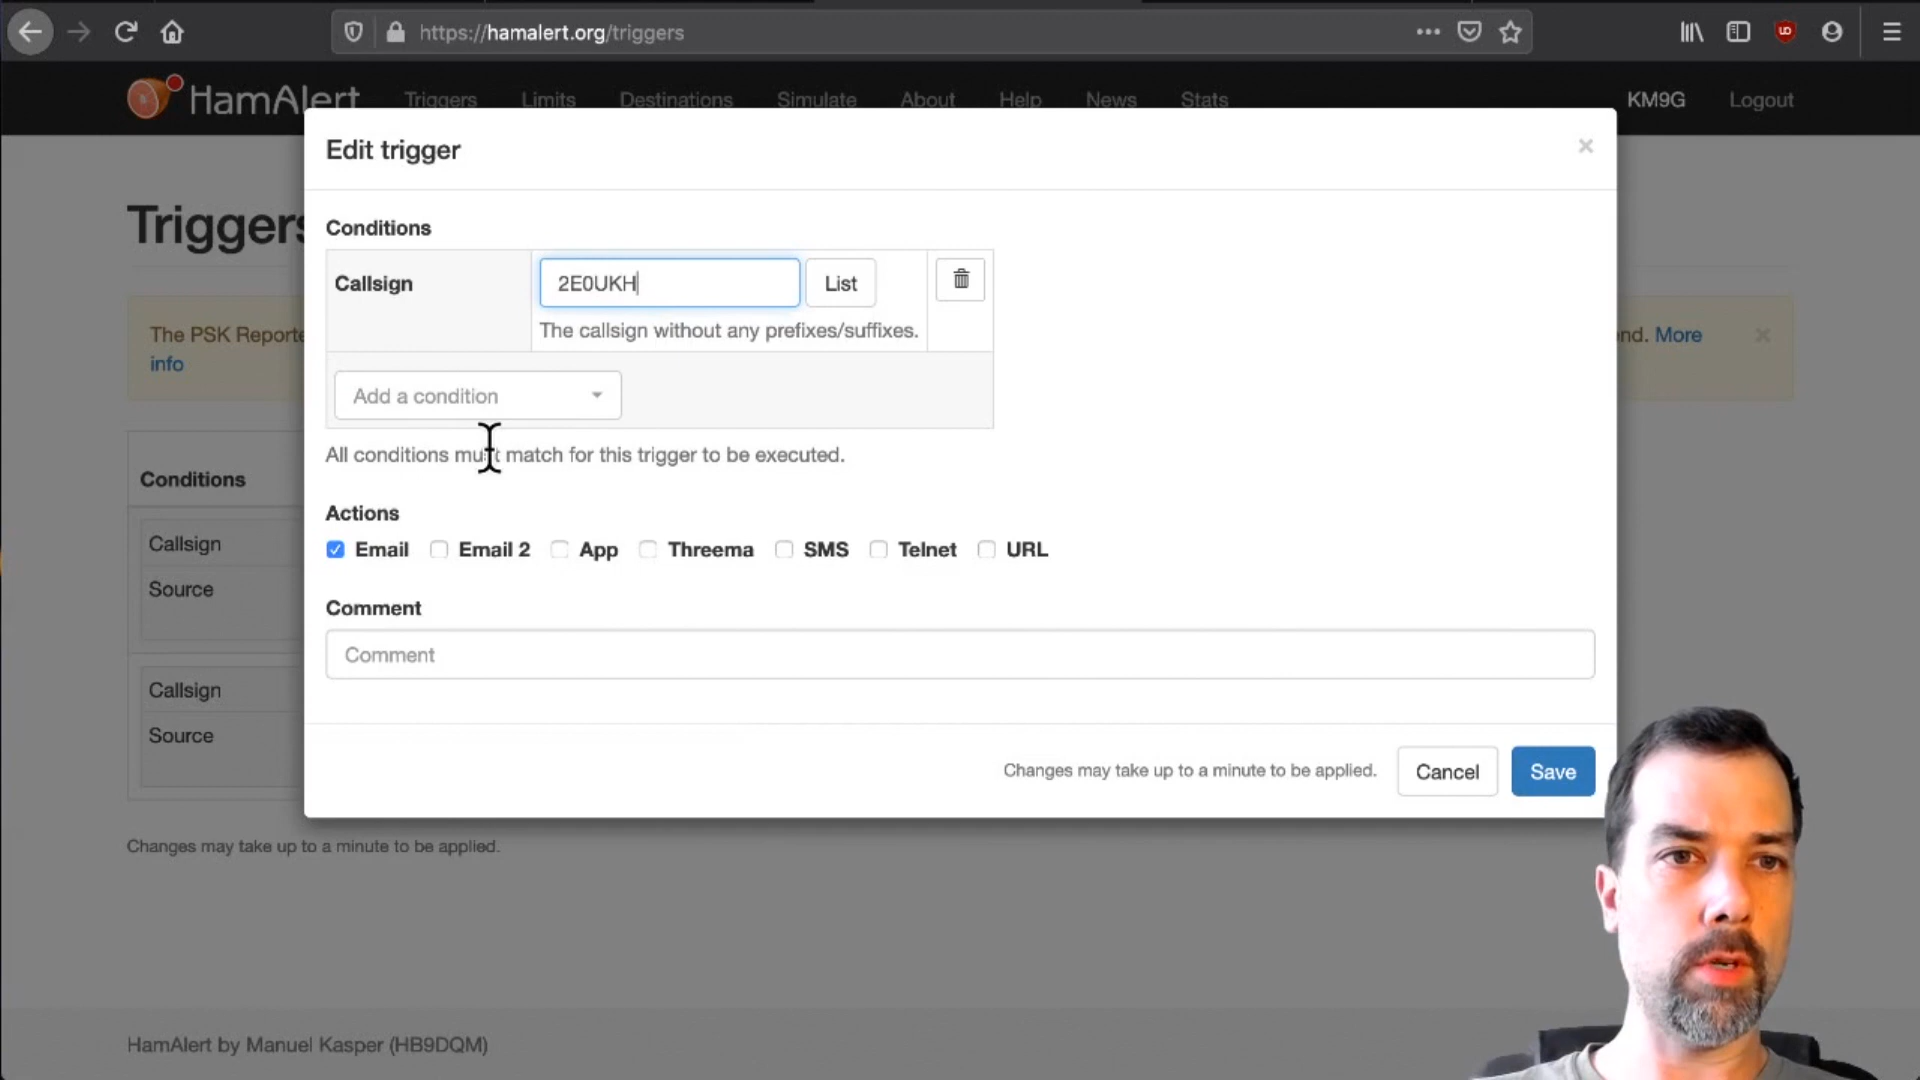 https://hamalert.org/triggers
HamAlert Triggers Limits Destinations Simulate About Help News Stats KM9G Logout
Edit trigger ×
Triggers
Conditions
Callsign 2E0UKH List
The callsign without any prefixes/suffixes.
The PSK More
info
Add a condition
All conditions must match for this trigger to be executed.
Conditions
Actions
Email Email 2 App Threema SMS Telnet URL
Callsign
Source
Comment
Comment
Callsign
Source
Changes may take up to a minute to be applied. Cancel Save
Changes may take up to a minute to be applied.
HamAlert by Manuel Kasper (HB9DQM)